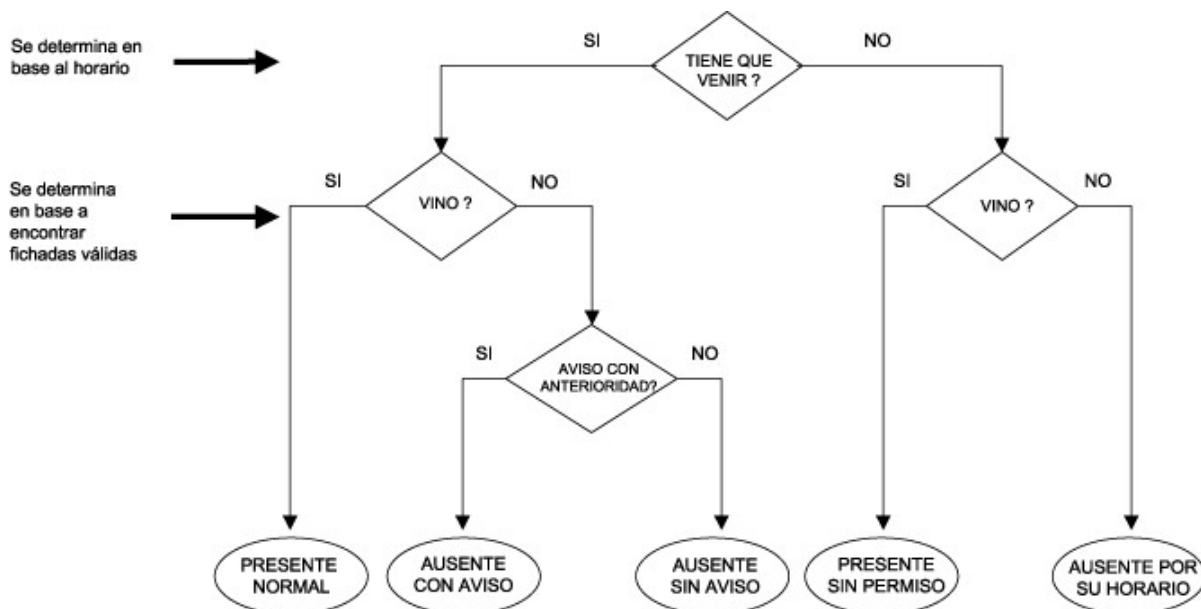 Se determina en
base al horario
SI
TIENE QUE
VENIR ?
NO
Se determina
en base a
encontrar
fichadas válidas
SI
VINO ?
NO
SI
VINO ?
NO
SI
AVISO CON
ANTERIORIDAD?
NO
PRESENTE
NORMAL
AUSENTE
CON AVISO
AUSENTE
SIN AVISO
PRESENTE
SIN PERMISO
AUSENTE POR
SU HORARIO